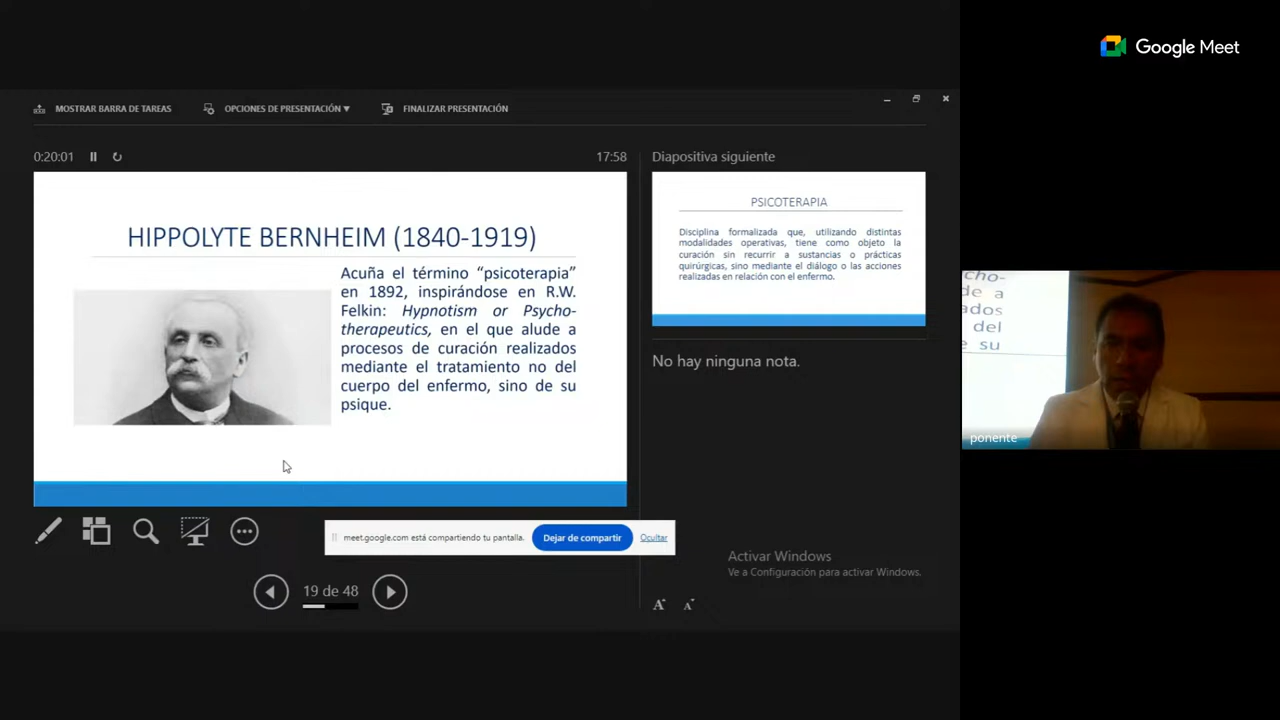 Google Meet
MOSTRAR BARRA DE TAREAS
OPCIONES DE PRESENTACIÓN ▼
FINALIZAR PRESENTACIÓN
0:20:01
17:58
Diapositiva siguiente
HIPPOLYTE BERNHEIM (1840-1919)
Acuña el término “psicoterapia”
en 1892, inspirándose en R.W.
Felkin: Hypnotism or Psycho-
therapeutics, en el que alude a
procesos de curación realizados
mediante el tratamiento no del
cuerpo del enfermo, sino de su
psique.
PSICOTERAPIA
Disciplina formalizada que, utilizando distintas
modalidades operativas, tiene como objeto la
curación sin recurrir a sustancias o prácticas
quirúrgicas, sino mediante el diálogo o las acciones
realizadas en relación con el enfermo.
No hay ninguna nota.
cho-
de a
ados
del
su
ponente
meet.google.com está compartiendo tu pantalla.
Dejar de compartir
Ocultar
Activar Windows
Ve a Configuración para activar Windows.
19 de 48
A A